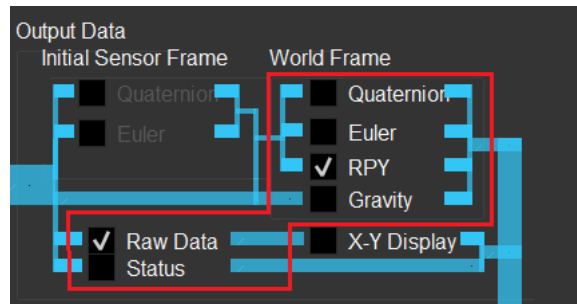 Output Data
Initial Sensor Frame World Frame
Quaternion Quaternion
Euler Euler
RPY
Gravity
Raw Data X-Y Display
Status